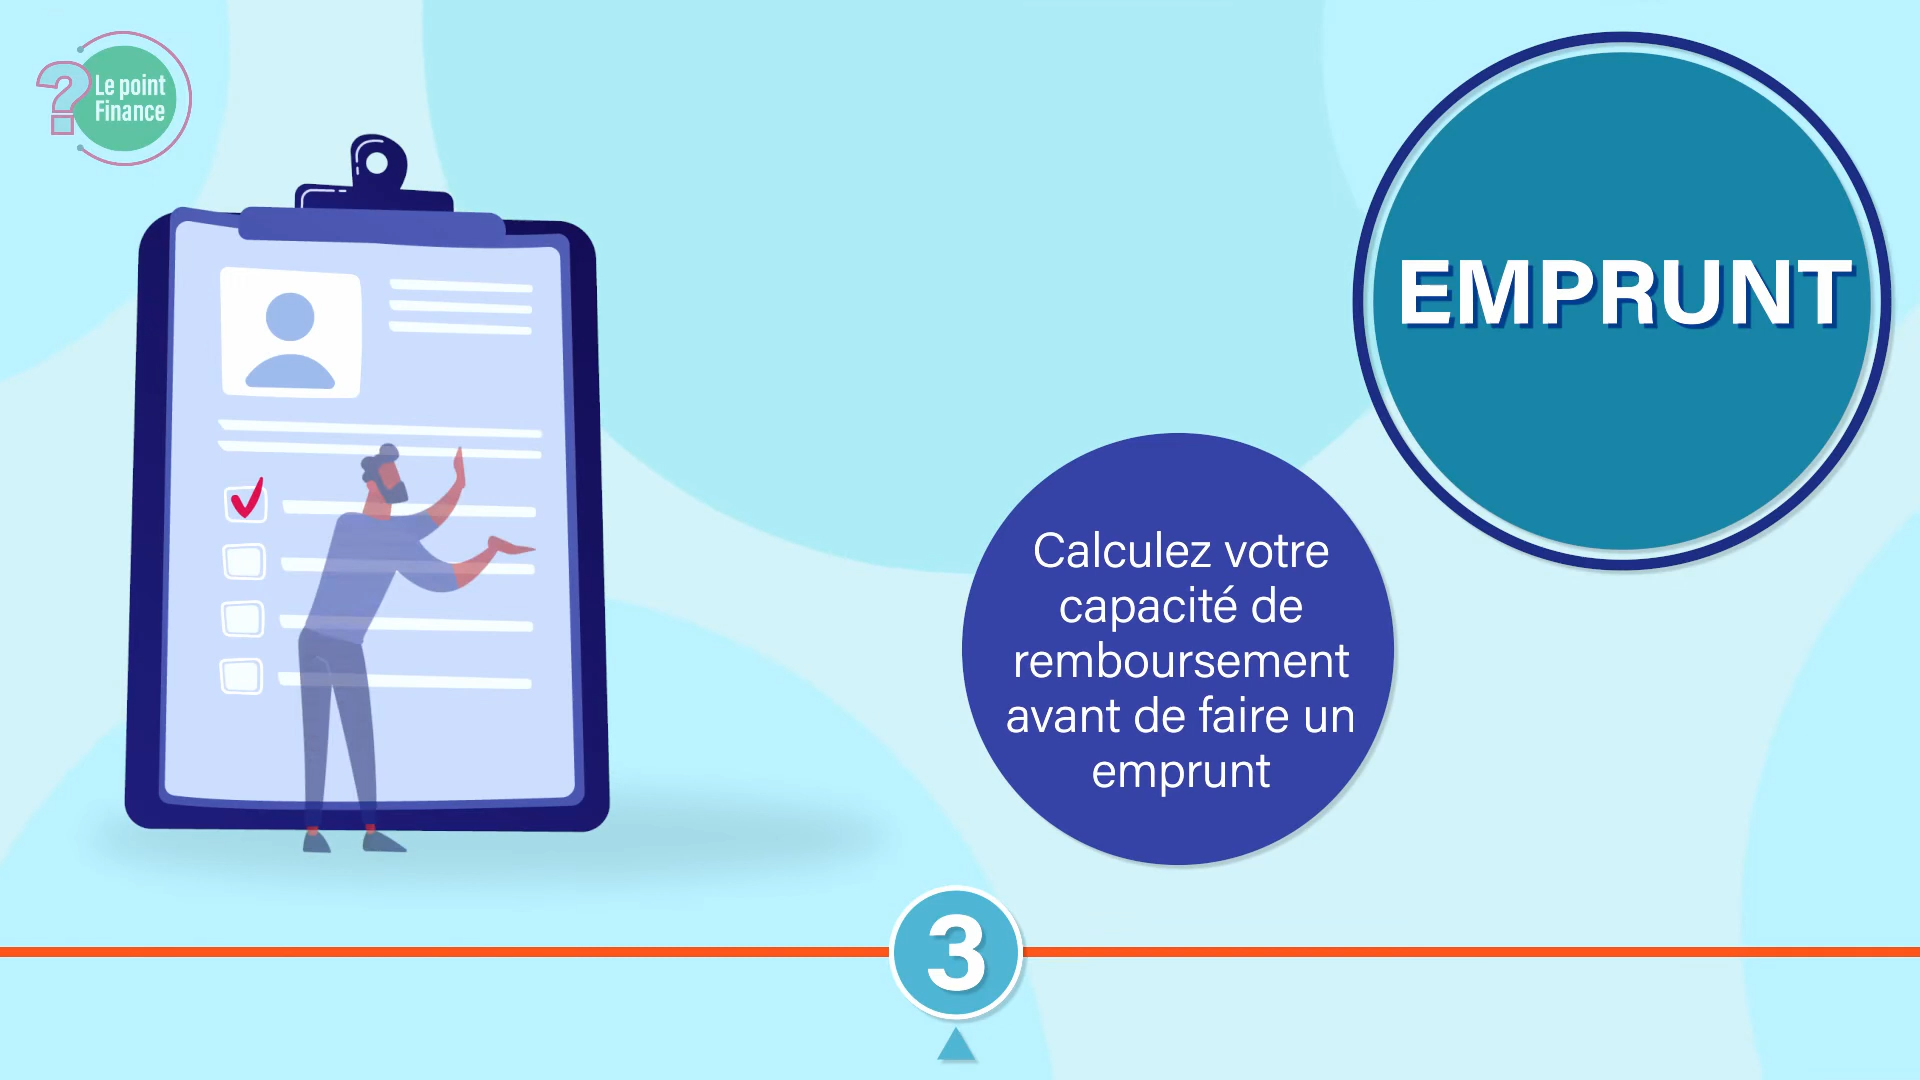 Le point
Finance
EMPRUNT
Calculez votre
capacité de
remboursement
avant de faire un
emprunt
3